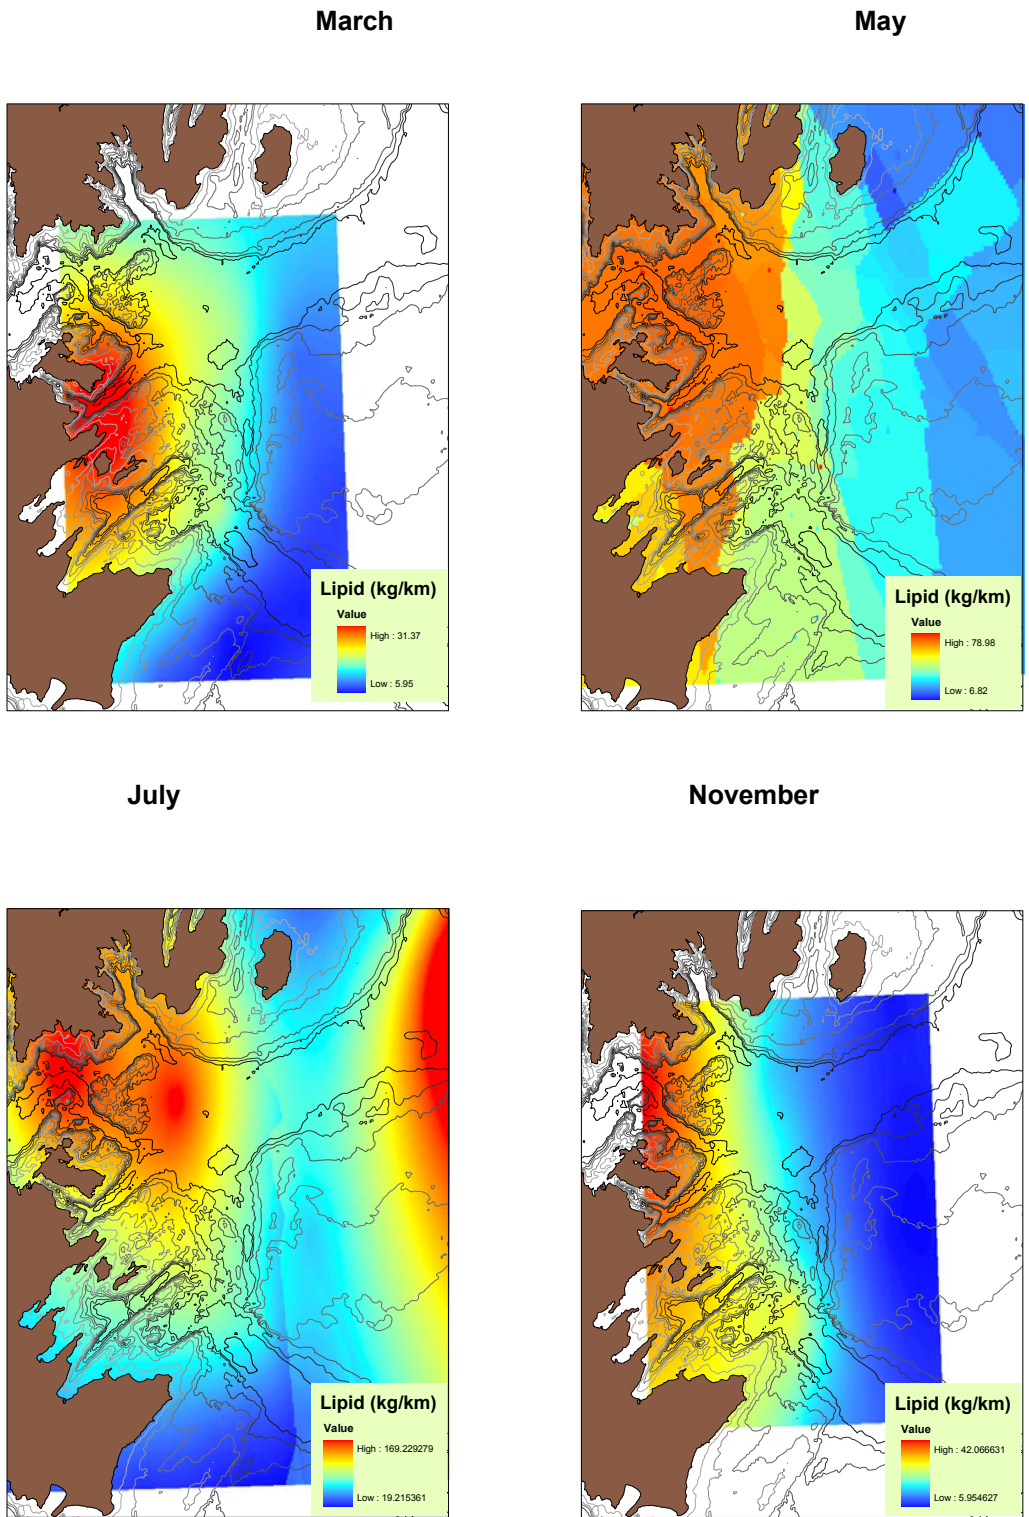 March
May
Lipid (kg/km)
Value
High : 31.37
Low : 5.95
Lipid (kg/km)
Value
High : 78.98
Low : 6.82
July
November
Lipid (kg/km)
Value
High : 169.229279
Low : 19.215361
Lipid (kg/km)
Value
High : 42.066631
Low : 5.954627